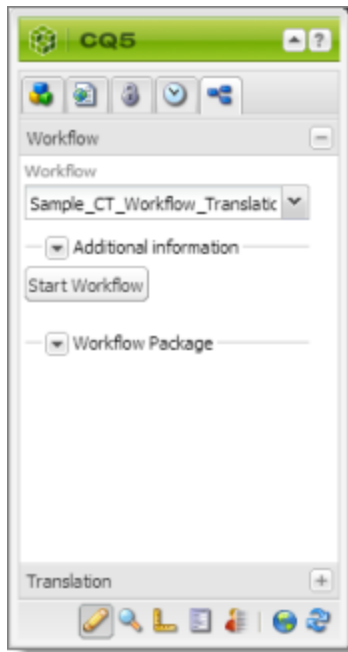 CQ5
?
Workflow
Workflow
Sample_CT_Workflow_Translatic
Additional information
Start Workflow
Workflow Package
Translation